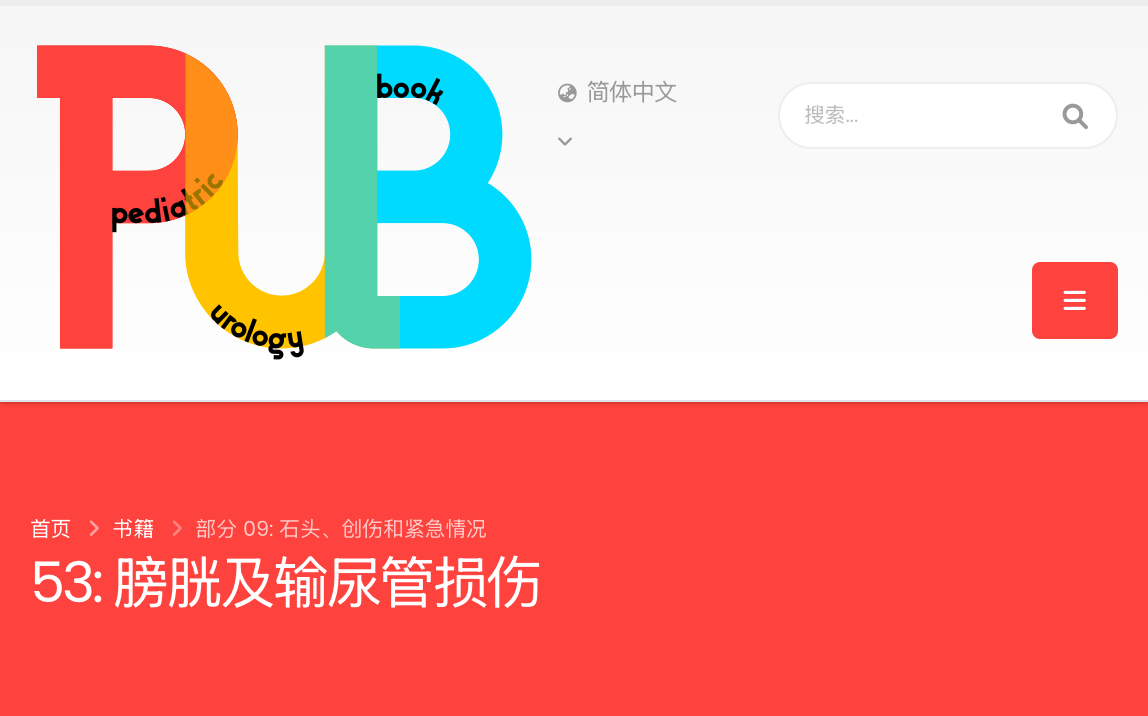 PUB
book
pediatric
urology
简体中文
搜索...
首页 书籍 部分 09: 石头、创伤和紧急情况
53: 膀胱及输尿管损伤